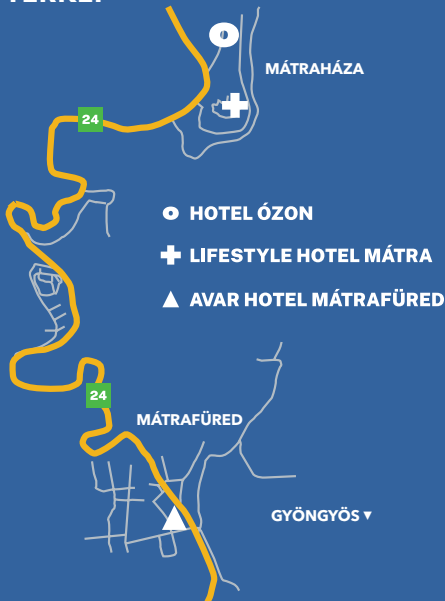 MÁTRAHÁZA
24
HOTEL ÓZON
LIFESTYLE HOTEL MÁTRA
AVAR HOTEL MÁTRAFÜRED
24
MÁTRAFÜRED
GYÖNGYÖS ▾